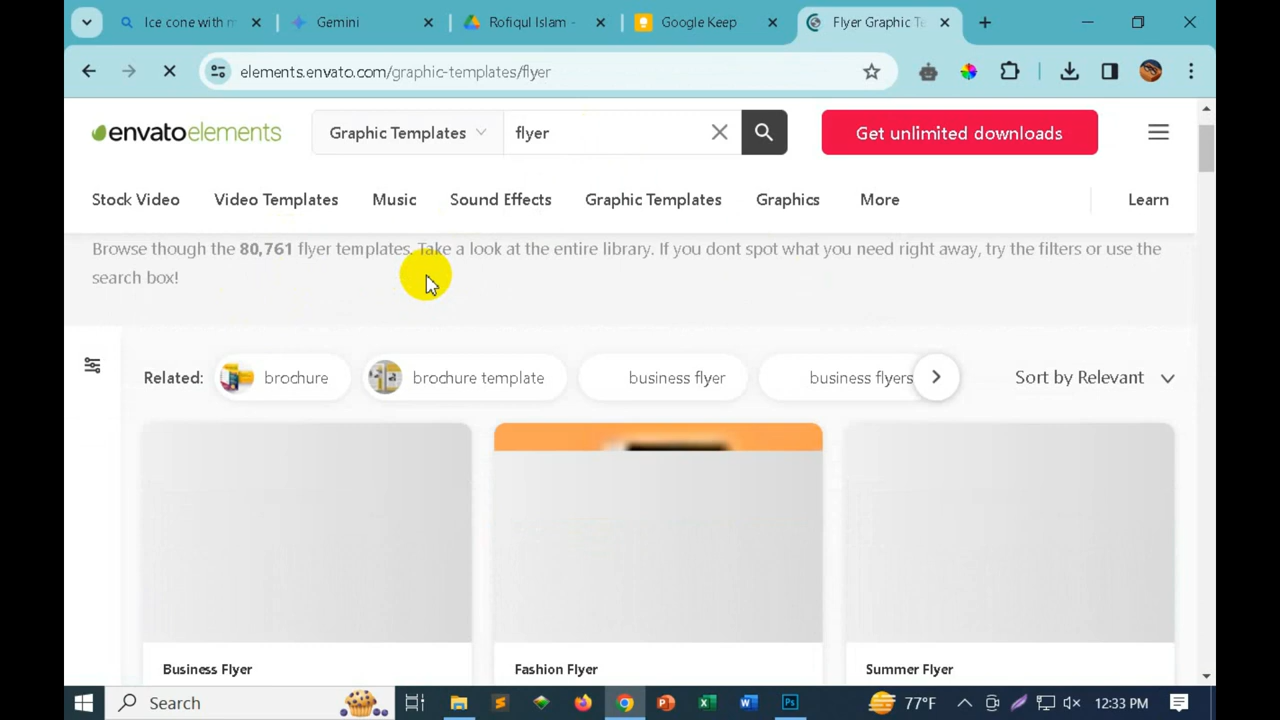 Ice cone with m
Gemini
Rofiqul Islam -
Google Keep
Flyer Graphic Te
elements.envato.com/graphic-templates/flyer
envatoelements
Graphic Templates
flyer
Get unlimited downloads
Stock Video
Video Templates
Music
Sound Effects
Graphic Templates
Graphics
More
Learn
Browse though the 80,761 flyer templates. Take a look at the entire library. If you dont spot what you need right away, try the filters or use the
search box!
Related:
brochure
brochure template
business flyer
business flyers
Sort by Relevant
Business Flyer
Fashion Flyer
Summer Flyer
Search
77°F
12:33 PM